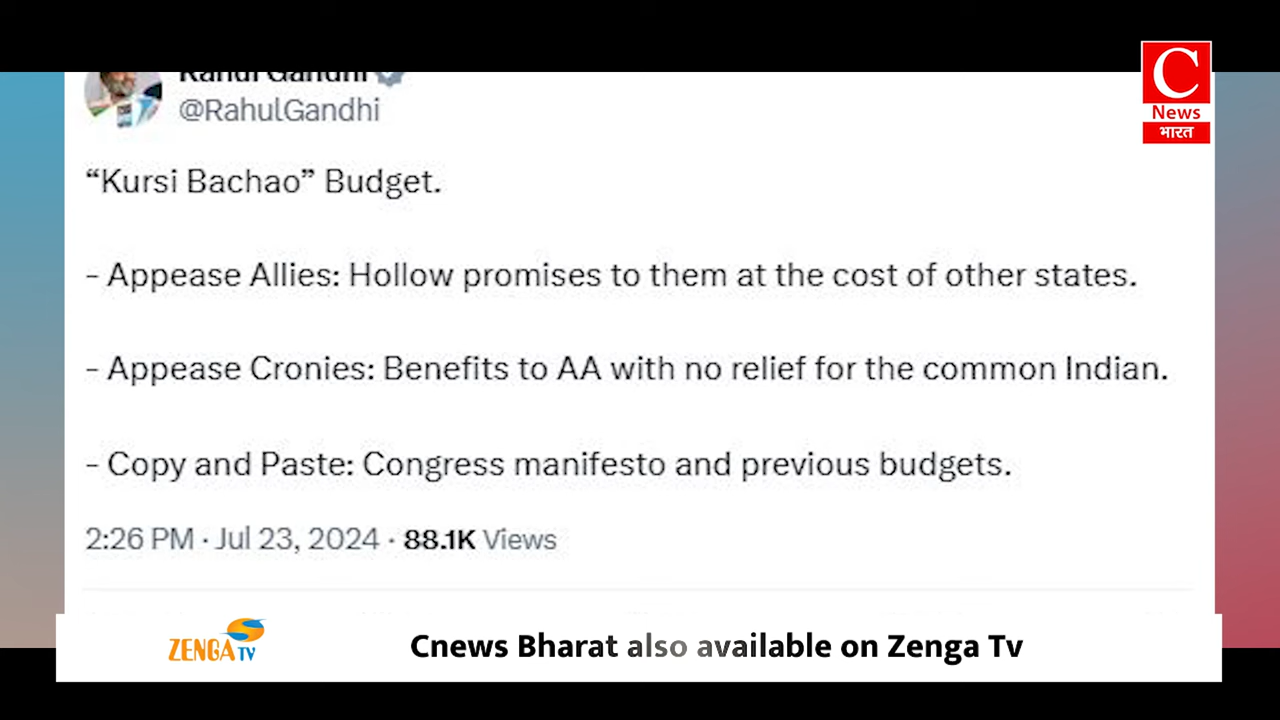 Rahul Gandhi
@RahulGandhi
C
News
भारत
“Kursi Bachao” Budget.
- Appease Allies: Hollow promises to them at the cost of other states.
- Appease Cronies: Benefits to AA with no relief for the common Indian.
- Copy and Paste: Congress manifesto and previous budgets.
2:26 PM · Jul 23, 2024 · 88.1K Views
ZENGA TV
Cnews Bharat also available on Zenga Tv